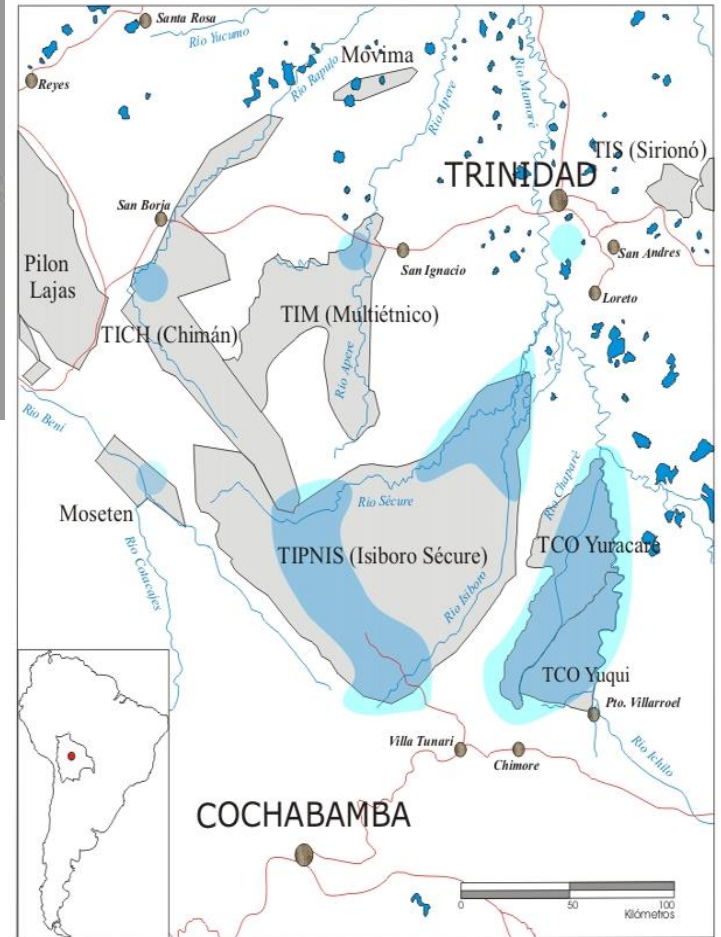 Santa Rosa
Río Yucumo
Reyes
Movima
Río Rapulo
Río Apere
Río Mamoré
TIS (Sirionó)
TRINIDAD
San Borja
San Andres
San Ignacio
Pilon
Lajas
Loreto
TICH (Chimán)
TIM (Multiétnico)
Río Apere
Río Beni
Moseten
Río Sécure
Río Chaparé
TCO Yuracaré
TIPNIS (Isiboro Sécure)
Río Cotacajes
Río Isiboro
TCO Yuqui
Pto. Villarroel
Villa Tunari
Chimore
Río Ichilo
COCHABAMBA
0 50 100
Kilómetros